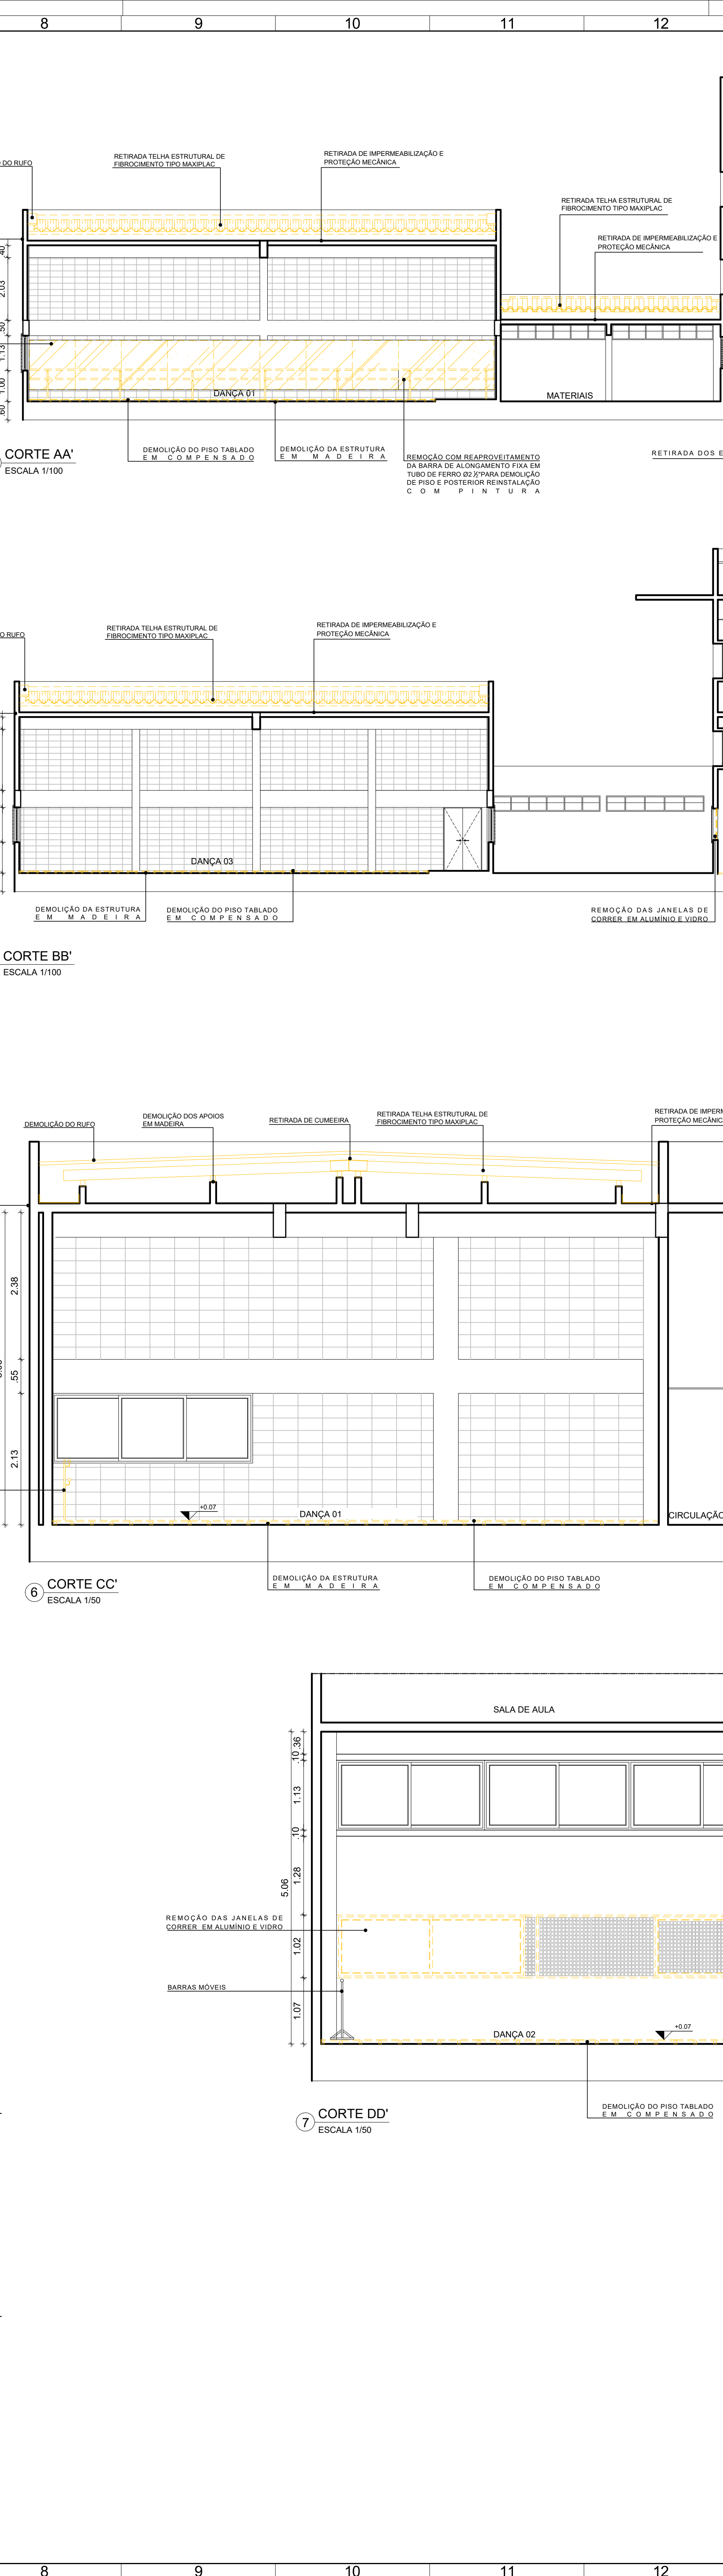 8 9 10 11 12
RETIRADA TELHA ESTRUTURAL DE
FIBROCIMENTO TIPO MAXIPLAC
RETIRADA DE IMPERMEABILIZAÇÃO E
PROTEÇÃO MECÂNICA
DO RUFO
RETIRADA TELHA ESTRUTURAL DE
FIBROCIMENTO TIPO MAXIPLAC
RETIRADA DE IMPERMEABILIZAÇÃO E
PROTEÇÃO MECÂNICA
.40
2.03
.50
1.13
1.00
.60
DANÇA 01
MATERIAIS
CORTE AA'
ESCALA 1/100
DEMOLIÇÃO DO PISO TABLADO
EM COMPENSADO
DEMOLIÇÃO DA ESTRUTURA
EM MADEIRA
REMOÇÃO COM REAPROVEITAMENTO
DA BARRA DE ALONGAMENTO FIXA EM
TUBO DE FERRO Ø2 ½"PARA DEMOLIÇÃO
DE PISO E POSTERIOR REINSTALAÇÃO
COM PINTURA
RETIRADA DOS E
RETIRADA TELHA ESTRUTURAL DE
FIBROCIMENTO TIPO MAXIPLAC
RETIRADA DE IMPERMEABILIZAÇÃO E
PROTEÇÃO MECÂNICA
O RUFO
DANÇA 03
DEMOLIÇÃO DA ESTRUTURA
EM MADEIRA
DEMOLIÇÃO DO PISO TABLADO
EM COMPENSADO
REMOÇÃO DAS JANELAS DE
CORRER EM ALUMÍNIO E VIDRO
CORTE BB'
ESCALA 1/100
DEMOLIÇÃO DO RUFO
DEMOLIÇÃO DOS APOIOS
EM MADEIRA
RETIRADA DE CUMEEIRA
RETIRADA TELHA ESTRUTURAL DE
FIBROCIMENTO TIPO MAXIPLAC
RETIRADA DE IMPERM
PROTEÇÃO MECÂNIC
2.38
.55
2.13
+0.07
DANÇA 01
CIRCULAÇÃO
DEMOLIÇÃO DA ESTRUTURA
EM MADEIRA
DEMOLIÇÃO DO PISO TABLADO
EM COMPENSADO
6 CORTE CC'
ESCALA 1/50
SALA DE AULA
.36
.10
1.13
.10
1.28
5.06
1.02
1.07
REMOÇÃO DAS JANELAS DE
CORRER EM ALUMÍNIO E VIDRO
BARRAS MÓVEIS
DANÇA 02
+0.07
DEMOLIÇÃO DO PISO TABLADO
EM COMPENSADO
7 CORTE DD'
ESCALA 1/50
8 9 10 11 12